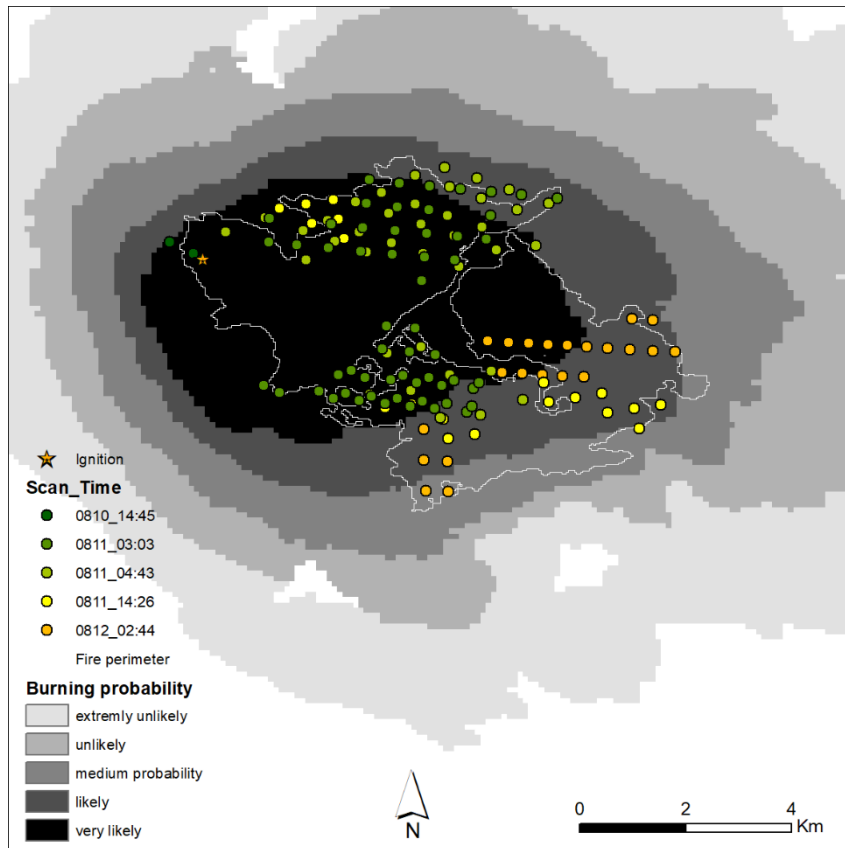 Ignition
Scan_Time
0810_14:45
0811_03:03
0811_04:43
0811_14:26
0812_02:44
Fire perimeter
Burning probability
extremly unlikely
unlikely
medium probability
likely
very likely
N
0 2 4
Km